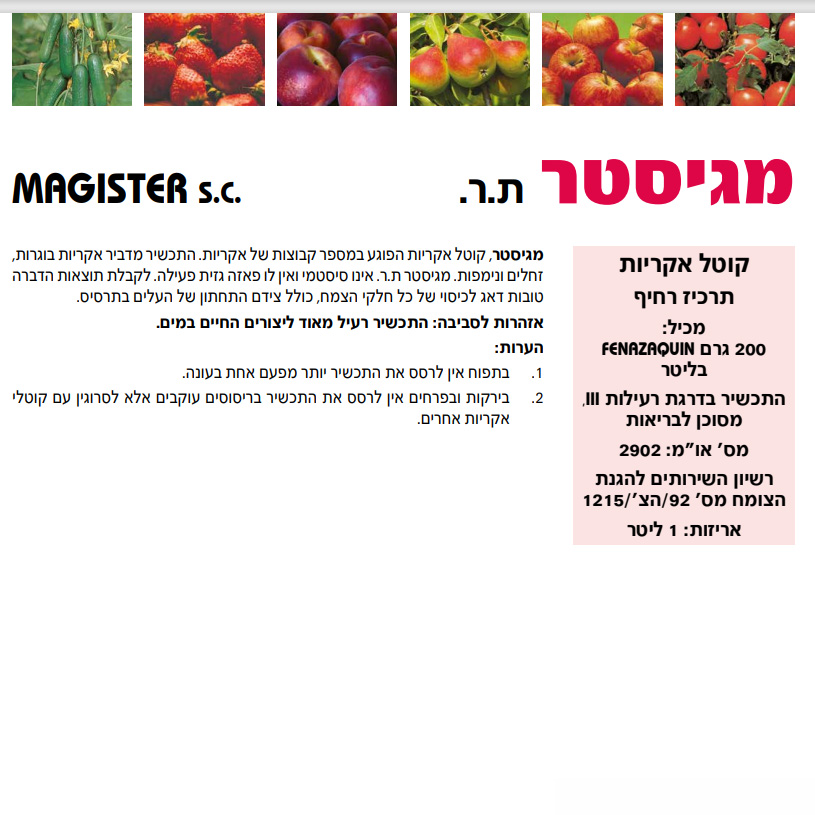 מגיסטר ת.ר. MAGISTER S.C.
קוטל אקריות
תרכיז רחיף
מכיל:
200 גרם FENAZAQUIN
בליטר
התכשיר בדרגת רעילות III,
מסוכן לבריאות
מס׳ או״מ: 2902
רשיון השירותים להגנת
הצומח מס׳ 92/הצ׳/1215
אריזות: 1 ליטר
מגיסטר, קוטל אקריות הפוגע במספר קבוצות של אקריות. התכשיר מדביר אקריות בוגרות,
זחלים ונימפות. מגיסטר ת.ר. אינו סיסטמי ואין לו פאזה גזית פעילה. לקבלת תוצאות הדברה
טובות דאג לכיסוי של כל חלקי הצמח, כולל צידם התחתון של העלים בתרסיס.
אזהרות לסביבה: התכשיר רעיל מאוד ליצורים החיים במים.
הערות:
1. בתפוח אין לרסס את התכשיר יותר מפעם אחת בעונה.
2. בירקות ובפרחים אין לרסס את התכשיר בריסוסים עוקבים אלא לסרוגין עם קוטלי
אקריות אחרים.